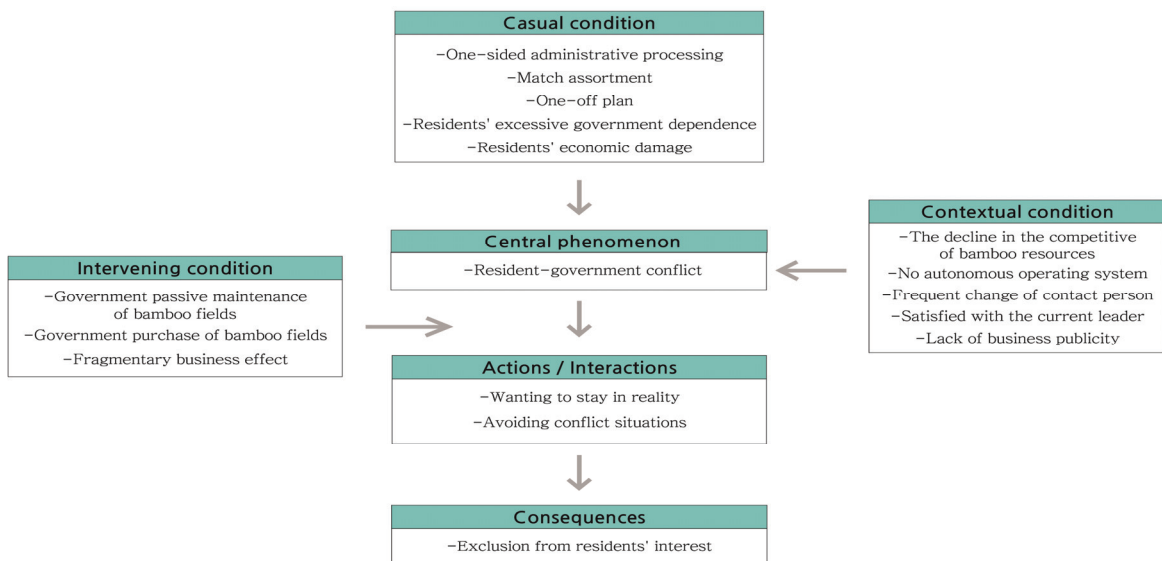 Casual condition
-One-sided administrative processing
-Match assortment
-One-off plan
-Residents' excessive government dependence
-Residents' economic damage
Central phenomenon
-Resident-government conflict
Contextual condition
-The decline in the competitive
of bamboo resources
-No autonomous operating system
-Frequent change of contact person
-Satisfied with the current leader
-Lack of business publicity
Intervening condition
-Government passive maintenance
of bamboo fields
-Government purchase of bamboo fields
-Fragmentary business effect
Actions / Interactions
-Wanting to stay in reality
-Avoiding conflict situations
Consequences
-Exclusion from residents' interest